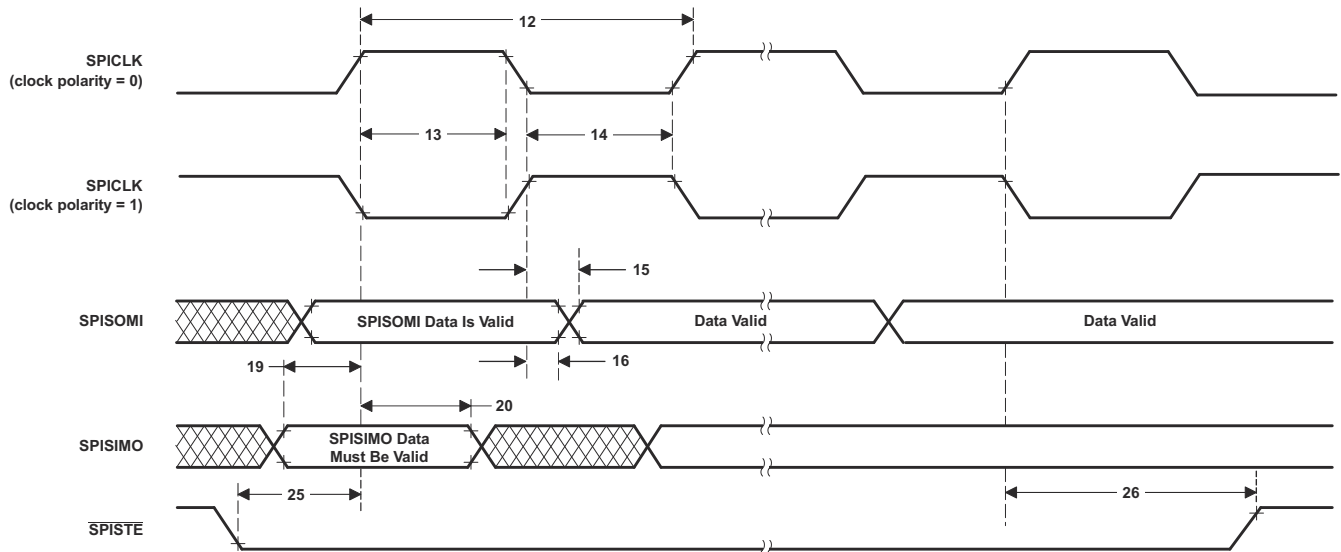 12
SPICLK
(clock polarity = 0)
13
14
SPICLK
(clock polarity = 1)
15
SPISOMI
SPISOMI Data Is Valid
Data Valid
Data Valid
16
19
20
SPISIMO
SPISIMO Data
Must Be Valid
25
26
SPISTE